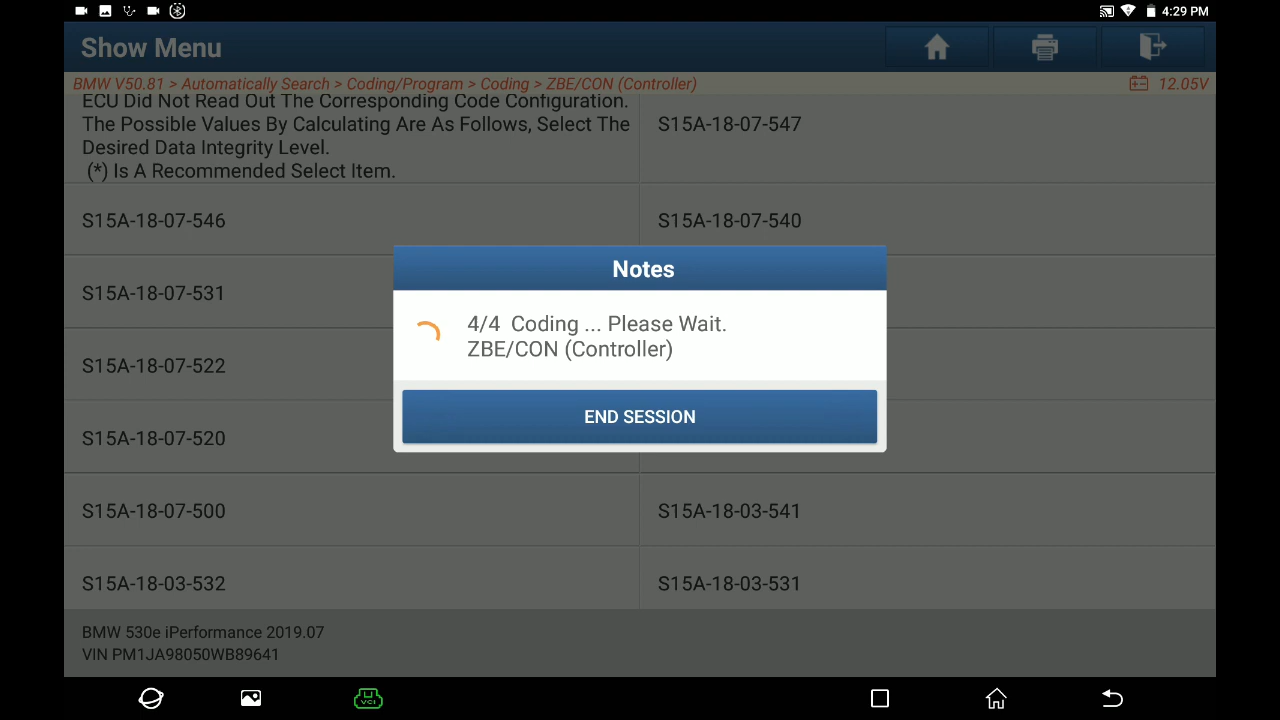 4:29 PM
Show Menu
BMW V50.81 > Automatically Search > Coding/Program > Coding > ZBE/CON (Controller)
12.05V
ECU Did Not Read Out The Corresponding Code Configuration.
The Possible Values By Calculating Are As Follows, Select The
Desired Data Integrity Level.
(*) Is A Recommended Select Item.
S15A-18-07-547
S15A-18-07-546
S15A-18-07-540
S15A-18-07-531
S15A-18-07-522
S15A-18-07-520
S15A-18-07-500
S15A-18-03-541
S15A-18-03-532
S15A-18-03-531
Notes
4/4 Coding ... Please Wait.
ZBE/CON (Controller)
END SESSION
BMW 530e iPerformance 2019.07
VIN PM1JA98050WB89641
VCI